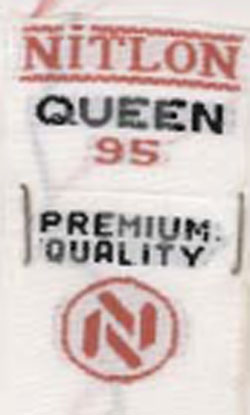 NITLON
QUEEN
95
PREMIUM
QUALITY
N